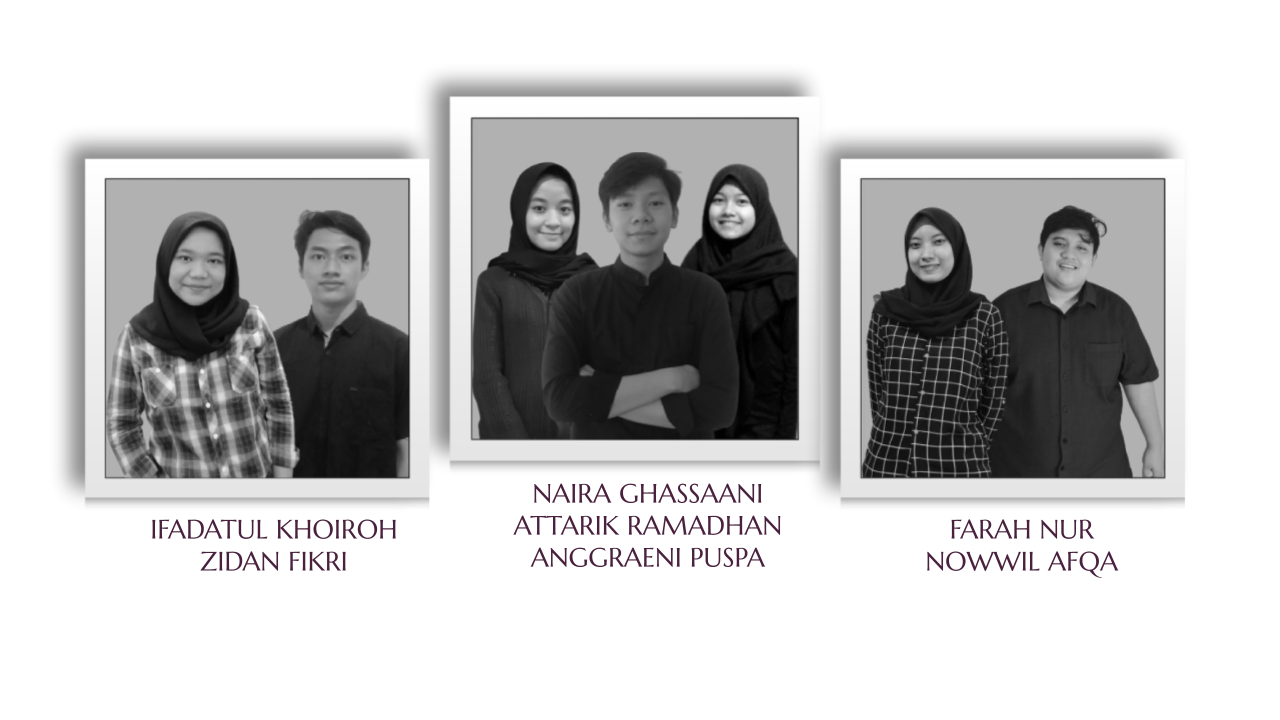 IFADATUL KHOIROH
ZIDAN FIKRI
NAIRA GHASSAANI
ATTARIK RAMADHAN
ANGGRAENI PUSPA
FARAH NUR
NOWWIL AFQA